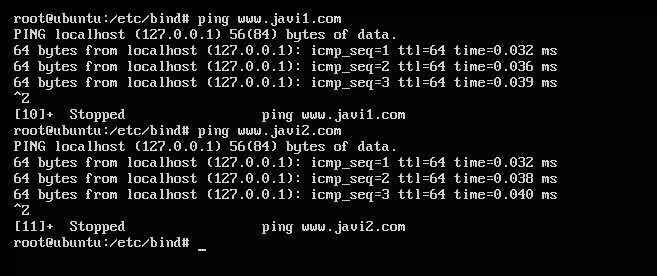 root@ubuntu:/etc/bind# ping www.javi1.com
PING localhost (127.0.0.1) 56(84) bytes of data.
64 bytes from localhost (127.0.0.1): icmp_seq=1 ttl=64 time=0.032 ms
64 bytes from localhost (127.0.0.1): icmp_seq=2 ttl=64 time=0.036 ms
64 bytes from localhost (127.0.0.1): icmp_seq=3 ttl=64 time=0.039 ms
^Z
[10]+  Stopped                 ping www.javi1.com
root@ubuntu:/etc/bind# ping www.javi2.com
PING localhost (127.0.0.1) 56(84) bytes of data.
64 bytes from localhost (127.0.0.1): icmp_seq=1 ttl=64 time=0.032 ms
64 bytes from localhost (127.0.0.1): icmp_seq=2 ttl=64 time=0.038 ms
64 bytes from localhost (127.0.0.1): icmp_seq=3 ttl=64 time=0.040 ms
^Z
[11]+  Stopped                 ping www.javi2.com
root@ubuntu:/etc/bind# _